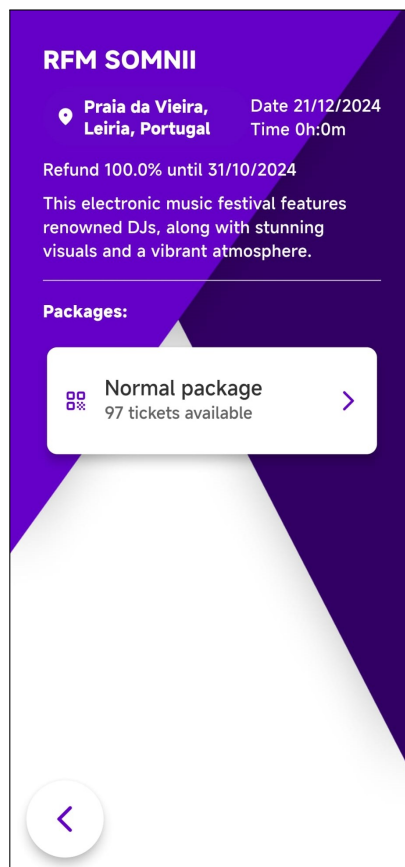 RFM SOMNII
Praia da Vieira,
Leiria, Portugal
Date 21/12/2024
Time 0h:0m
Refund 100.0% until 31/10/2024
This electronic music festival features
renowned DJs, along with stunning
visuals and a vibrant atmosphere.
Packages:
Normal package
97 tickets available